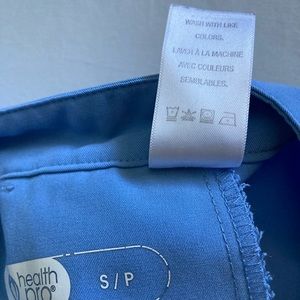 WASH WITH LIKE
COLORS.
LAVER À LA MACHINE
AVEC COULEURS
SEMBLABLES.
health
pro®
S / P